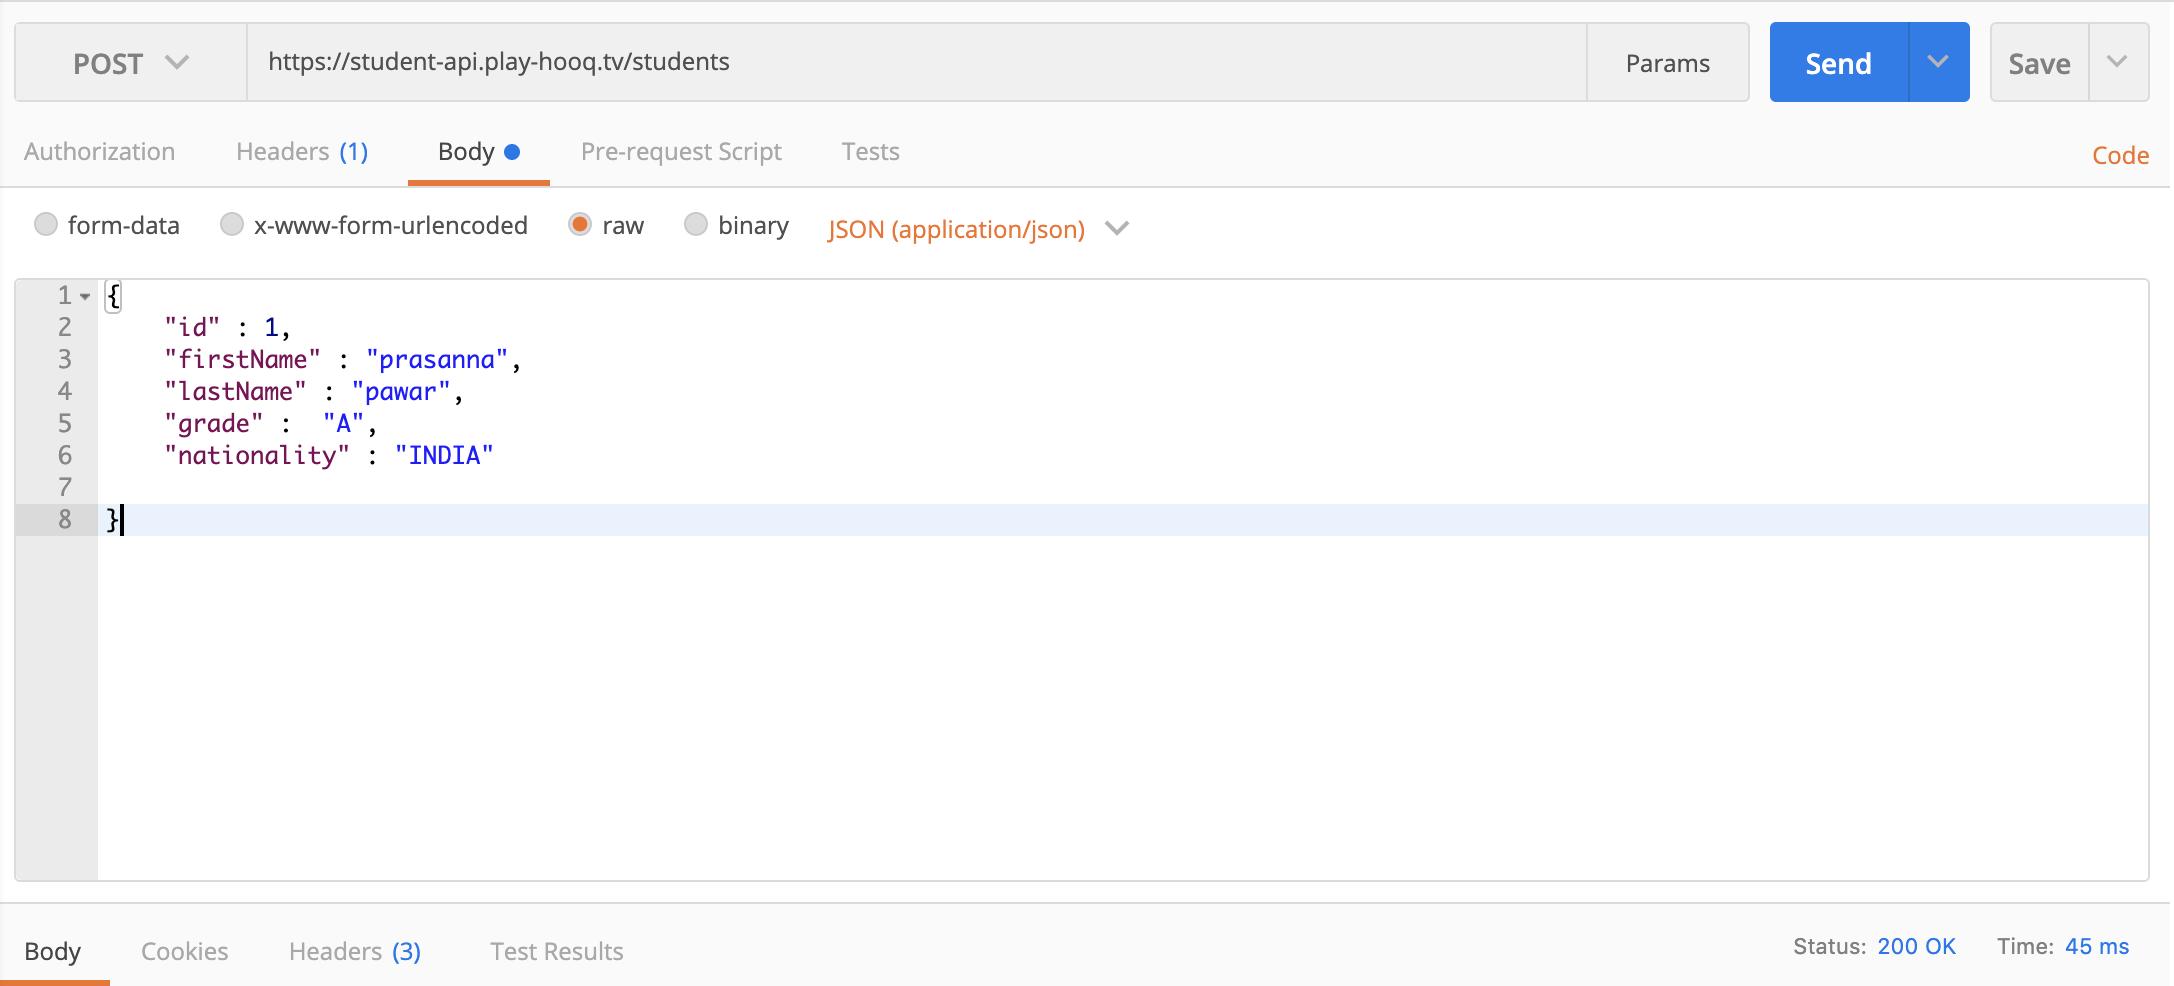 POST https://student-api.play-hooq.tv/students Params Send Save
Authorization Headers (1) Body Pre-request Script Tests Code
form-data x-www-form-urlencoded raw binary JSON (application/json)
1 {
2 "id" : 1,
3 "firstName" : "prasanna",
4 "lastName" : "pawar",
5 "grade" :  "A",
6 "nationality" : "INDIA"
7
8 }
Body Cookies Headers (3) Test Results Status: 200 OK Time: 45 ms